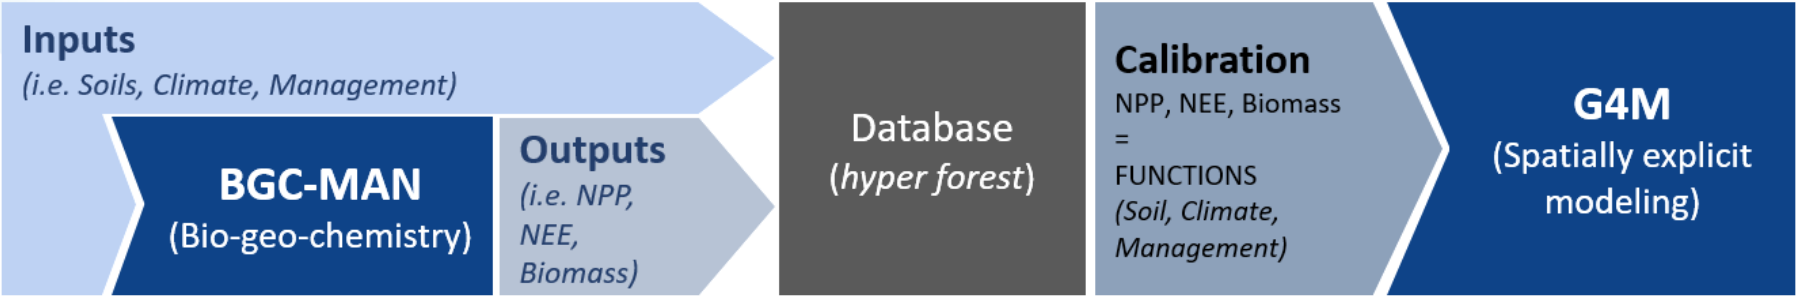 Inputs
(i.e. Soils, Climate, Management)
BGC-MAN
(Bio-geo-chemistry)
Outputs
(i.e. NPP,
NEE,
Biomass)
Database
(hyper forest)
Calibration
NPP, NEE, Biomass
=
FUNCTIONS
(Soil, Climate,
Management)
G4M
(Spatially explicit
modeling)